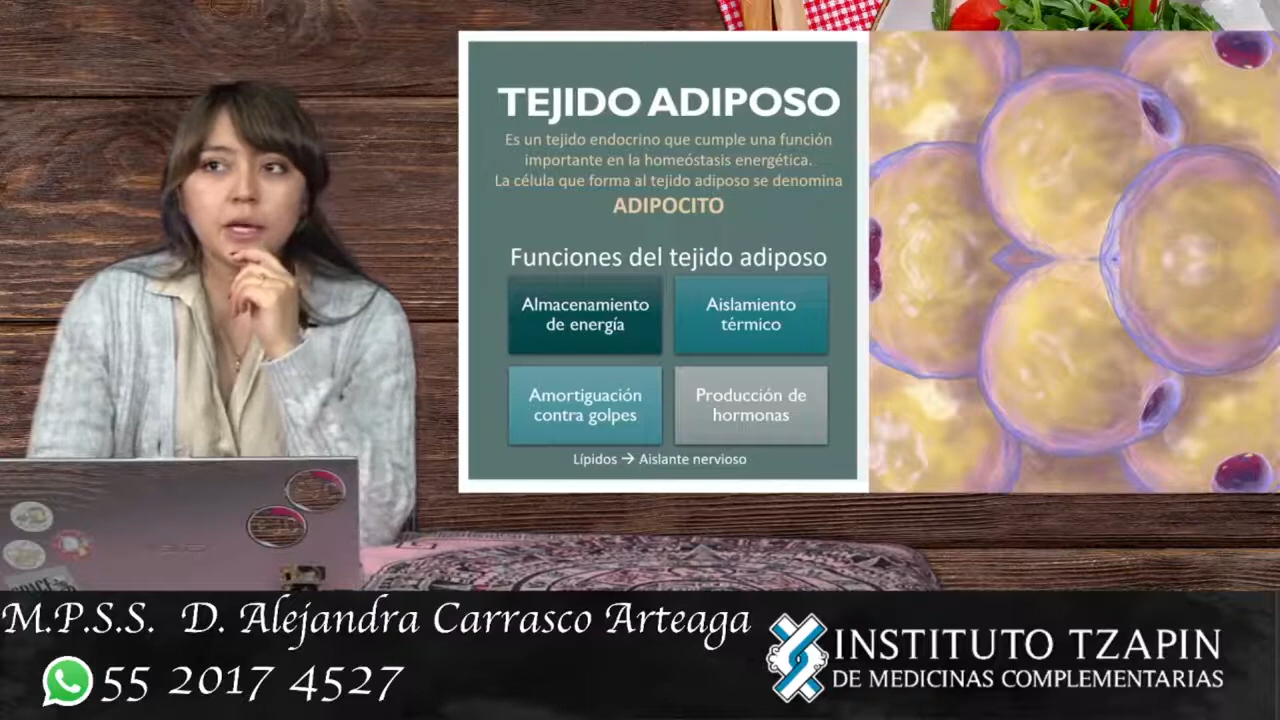 TEJIDO ADIPOSO
Es un tejido endocrino que cumple una función
importante en la homeóstasis energética.
La célula que forma al tejido adiposo se denomina
ADIPOCITO
Funciones del tejido adiposo
Almacenamiento
de energía
Aislamiento
térmico
Amortiguación
contra golpes
Producción de
hormonas
Lípidos → Aislante nervioso
M.P.S.S. D. Alejandra Carrasco Arteaga
55 2017 4527
INSTITUTO TZAPIN
DE MEDICINAS COMPLEMENTARIAS